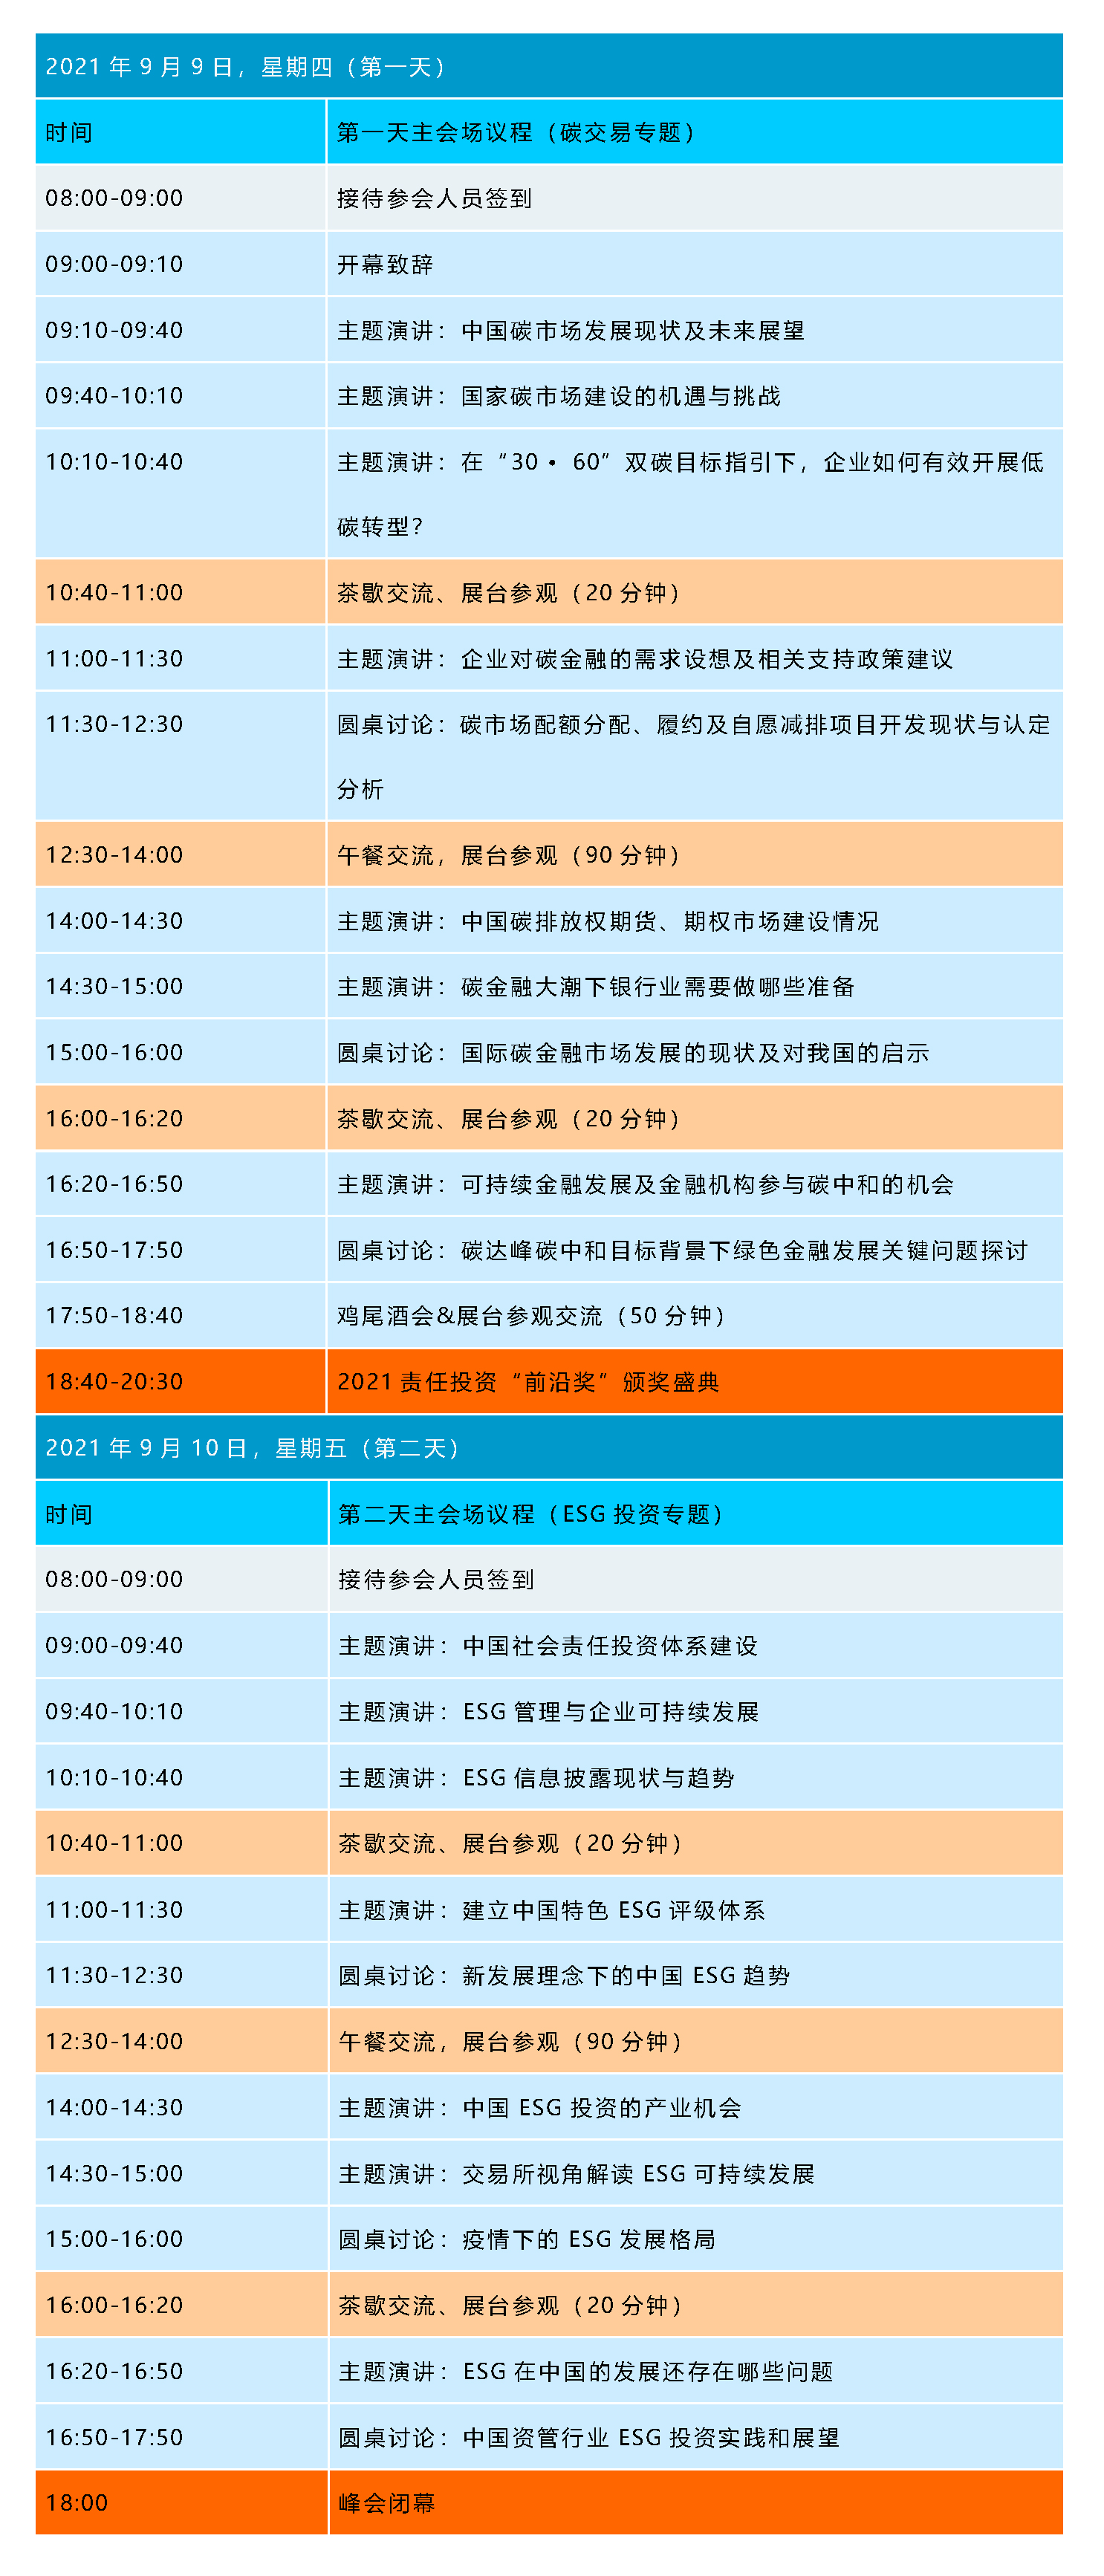 2021 年 9 月 9 日，星期四（第一天）
时间 第一天主会场议程（碳交易专题）
08:00-09:00 接待参会人员签到
09:00-09:10 开幕致辞
09:10-09:40 主题演讲：中国碳市场发展现状及未来展望
09:40-10:10 主题演讲：国家碳市场建设的机遇与挑战
10:10-10:40 主题演讲：在“30 • 60”双碳目标指引下，企业如何有效开展低
碳转型？
10:40-11:00 茶歇交流、展台参观（20 分钟）
11:00-11:30 主题演讲：企业对碳金融的需求设想及相关支持政策建议
11:30-12:30 圆桌讨论：碳市场配额分配、履约及自愿减排项目开发现状与认定
分析
12:30-14:00 午餐交流，展台参观（90 分钟）
14:00-14:30 主题演讲：中国碳排放权期货、期权市场建设情况
14:30-15:00 主题演讲：碳金融大潮下银行业需要做哪些准备
15:00-16:00 圆桌讨论：国际碳金融市场发展的现状及对我国的启示
16:00-16:20 茶歇交流、展台参观（20 分钟）
16:20-16:50 主题演讲：可持续金融发展及金融机构参与碳中和的机会
16:50-17:50 圆桌讨论：碳达峰碳中和目标背景下绿色金融发展关键问题探讨
17:50-18:40 鸡尾酒会&展台参观交流（50 分钟）
18:40-20:30 2021 责任投资“前沿奖”颁奖盛典
2021 年 9 月 10 日，星期五（第二天）
时间 第二天主会场议程（ESG 投资专题）
08:00-09:00 接待参会人员签到
09:00-09:40 主题演讲：中国社会责任投资体系建设
09:40-10:10 主题演讲：ESG 管理与企业可持续发展
10:10-10:40 主题演讲：ESG 信息披露现状与趋势
10:40-11:00 茶歇交流、展台参观（20 分钟）
11:00-11:30 主题演讲：建立中国特色 ESG 评级体系
11:30-12:30 圆桌讨论：新发展理念下的中国 ESG 趋势
12:30-14:00 午餐交流，展台参观（90 分钟）
14:00-14:30 主题演讲：中国 ESG 投资的产业机会
14:30-15:00 主题演讲：交易所视角解读 ESG 可持续发展
15:00-16:00 圆桌讨论：疫情下的 ESG 发展格局
16:00-16:20 茶歇交流、展台参观（20 分钟）
16:20-16:50 主题演讲：ESG 在中国的发展还存在哪些问题
16:50-17:50 圆桌讨论：中国资管行业 ESG 投资实践和展望
18:00 峰会闭幕